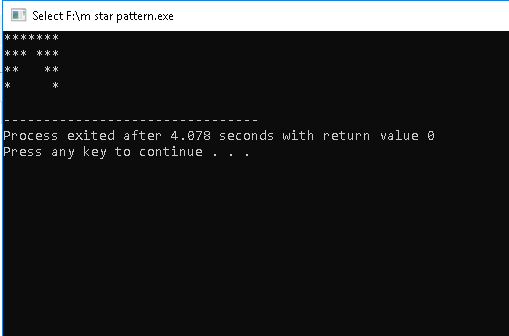 Select F:\m star pattern.exe
*******
*** ***
**   **
*     *
--------------------------------
Process exited after 4.078 seconds with return value 0
Press any key to continue . . .